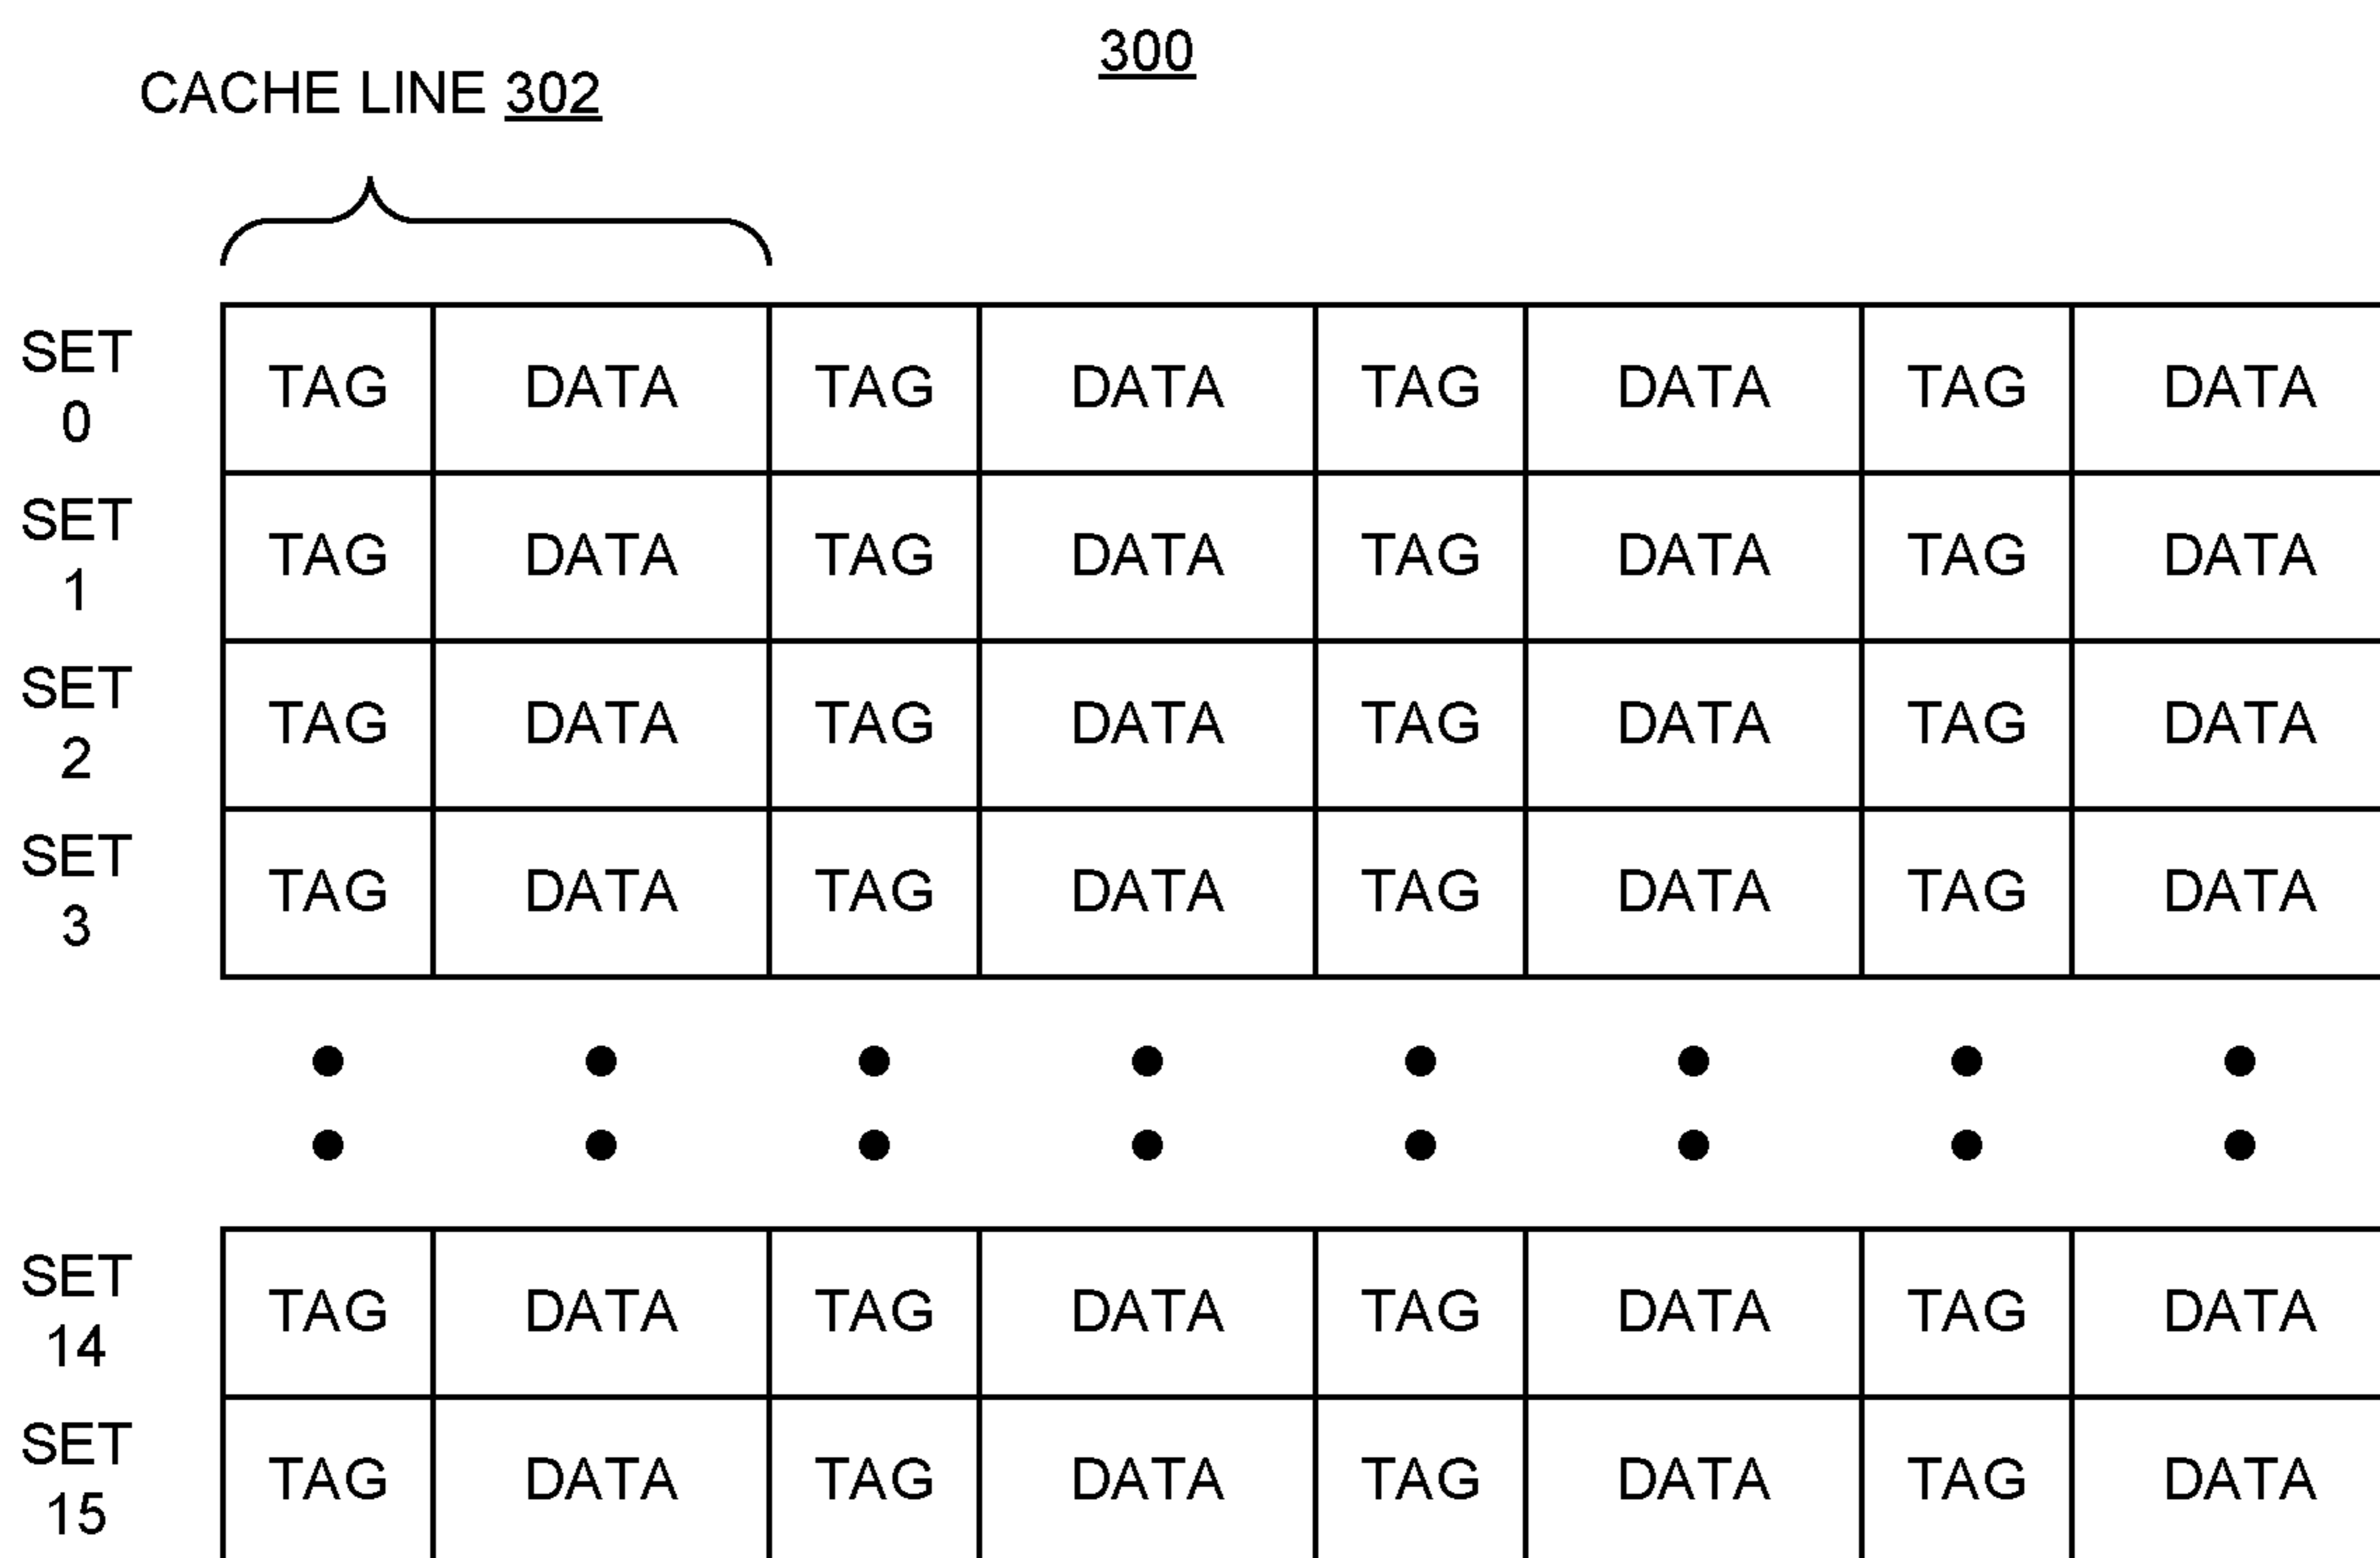 300
CACHE LINE 302
SET 0 TAG DATA TAG DATA TAG DATA TAG DATA
SET 1 TAG DATA TAG DATA TAG DATA TAG DATA
SET 2 TAG DATA TAG DATA TAG DATA TAG DATA
SET 3 TAG DATA TAG DATA TAG DATA TAG DATA
SET 14 TAG DATA TAG DATA TAG DATA TAG DATA
SET 15 TAG DATA TAG DATA TAG DATA TAG DATA